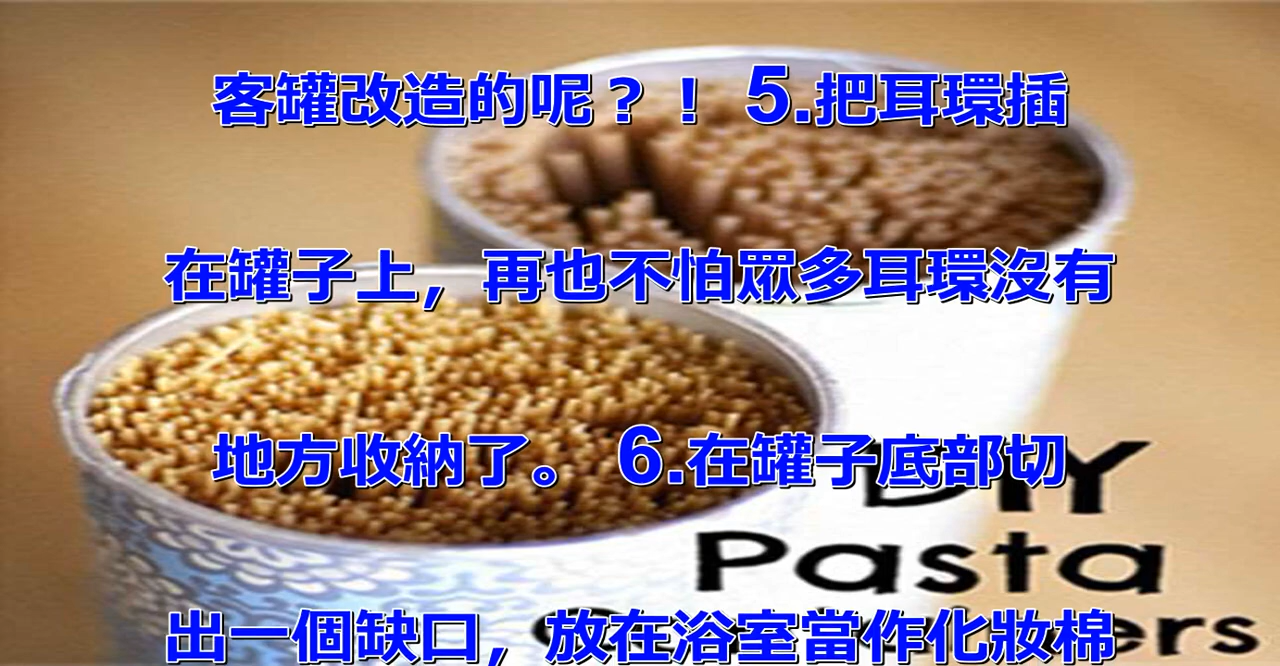 客罐改造的呢？！ 5.把耳環插
在罐子上，再也不怕眾多耳環沒有
地方收納了。 6.在罐子底部切
DIY
Pasta
出一個缺口，放在浴室當作化妝棉